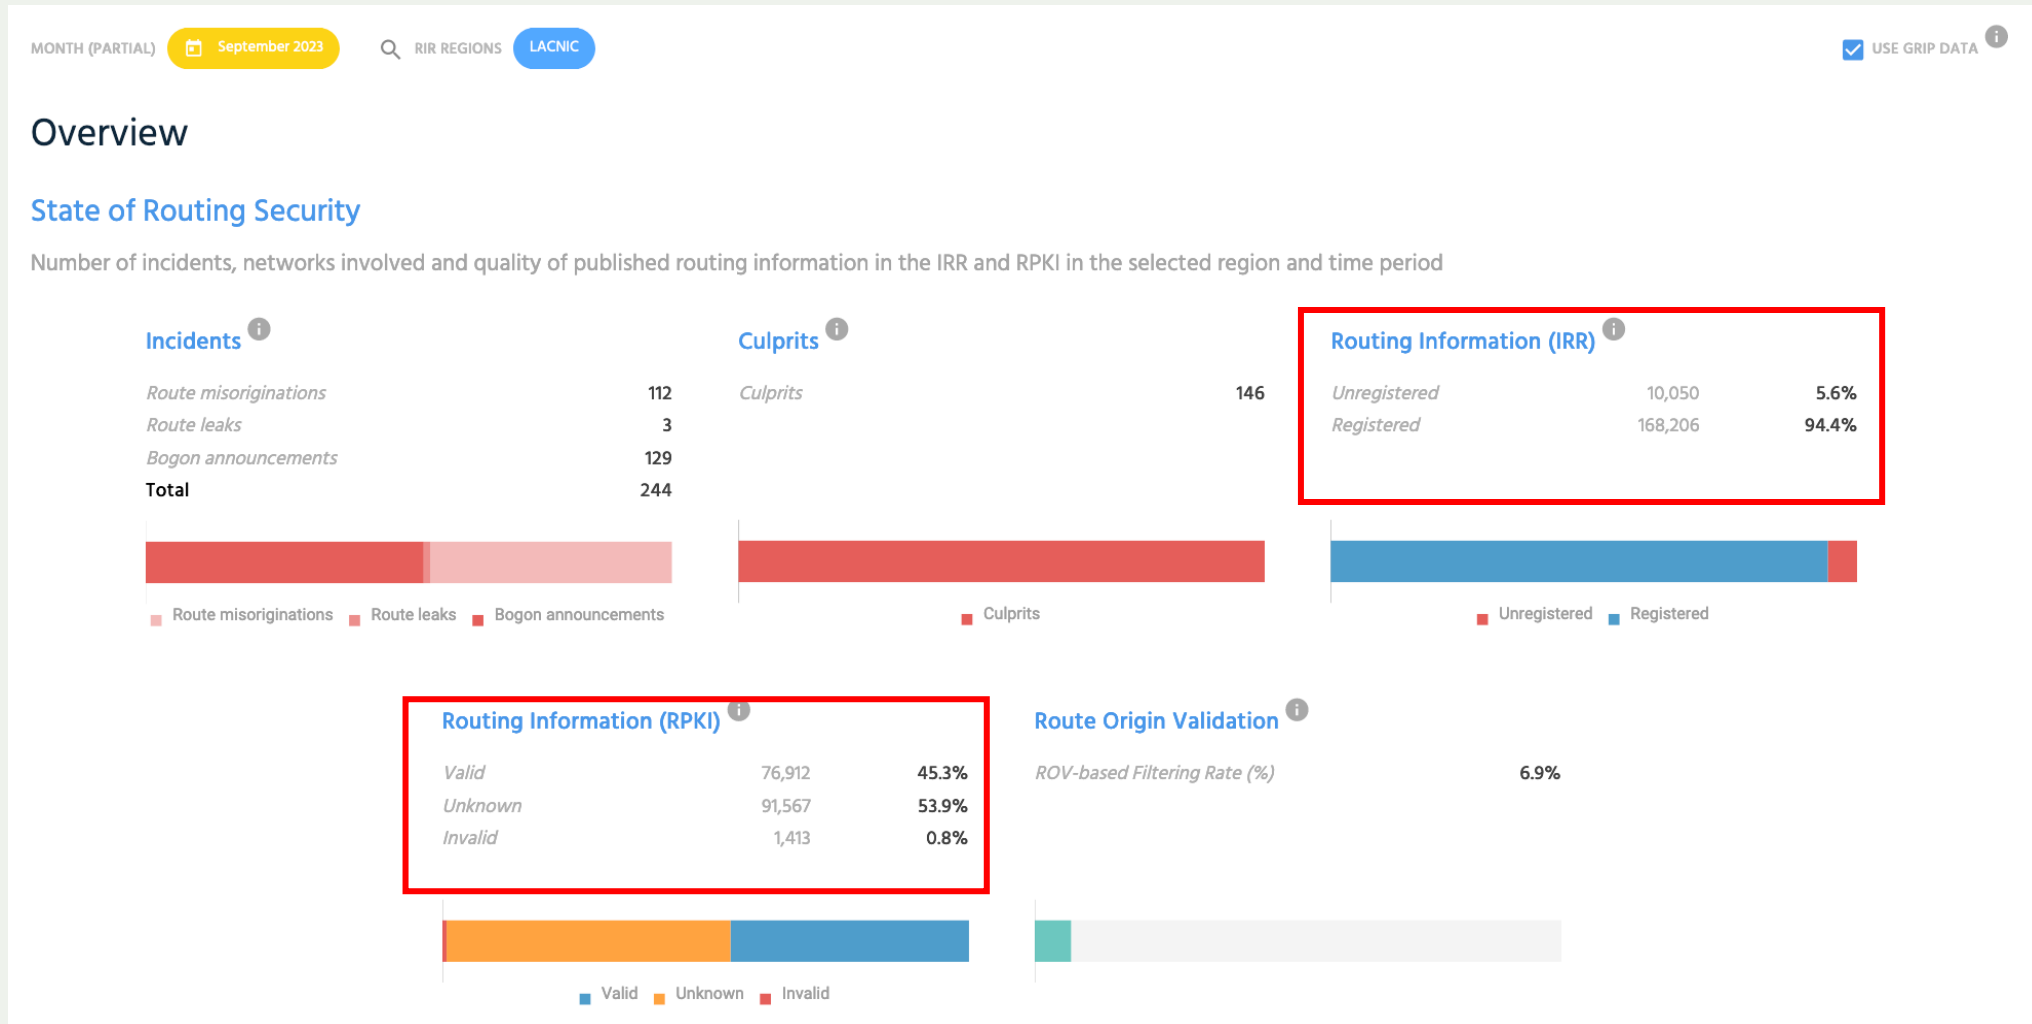 MONTH (PARTIAL) September 2023 RIR REGIONS LACNIC USE GRIP DATA i
Overview
State of Routing Security
Number of incidents, networks involved and quality of published routing information in the IRR and RPKI in the selected region and time period
Incidents i
Route misoriginations 112
Route leaks 3
Bogon announcements 129
Total 244
Route misoriginations Route leaks Bogon announcements
Culprits i
Culprits 146
Culprits
Routing Information (IRR) i
Unregistered 10,050 5.6%
Registered 168,206 94.4%
Unregistered Registered
Routing Information (RPKI) i
Valid 76,912 45.3%
Unknown 91,567 53.9%
Invalid 1,413 0.8%
Valid Unknown Invalid
Route Origin Validation i
ROV-based Filtering Rate (%) 6.9%